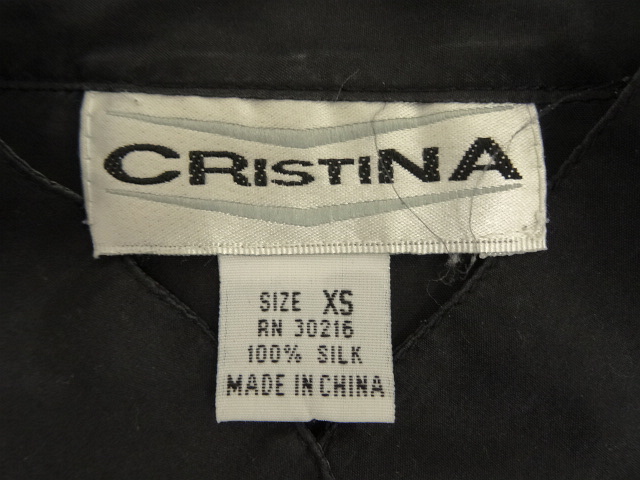 CRISTINA
SIZE XS
RN 30216
100% SILK
MADE IN CHINA